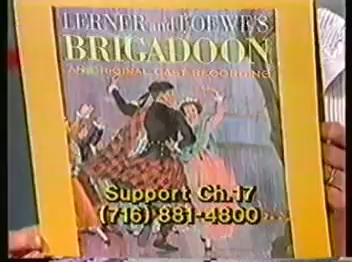 LERNER and LOEWE'S
BRIGADOON
AN ORIGINAL CAST RECORDING
Support Ch.17
(716) 881-4800